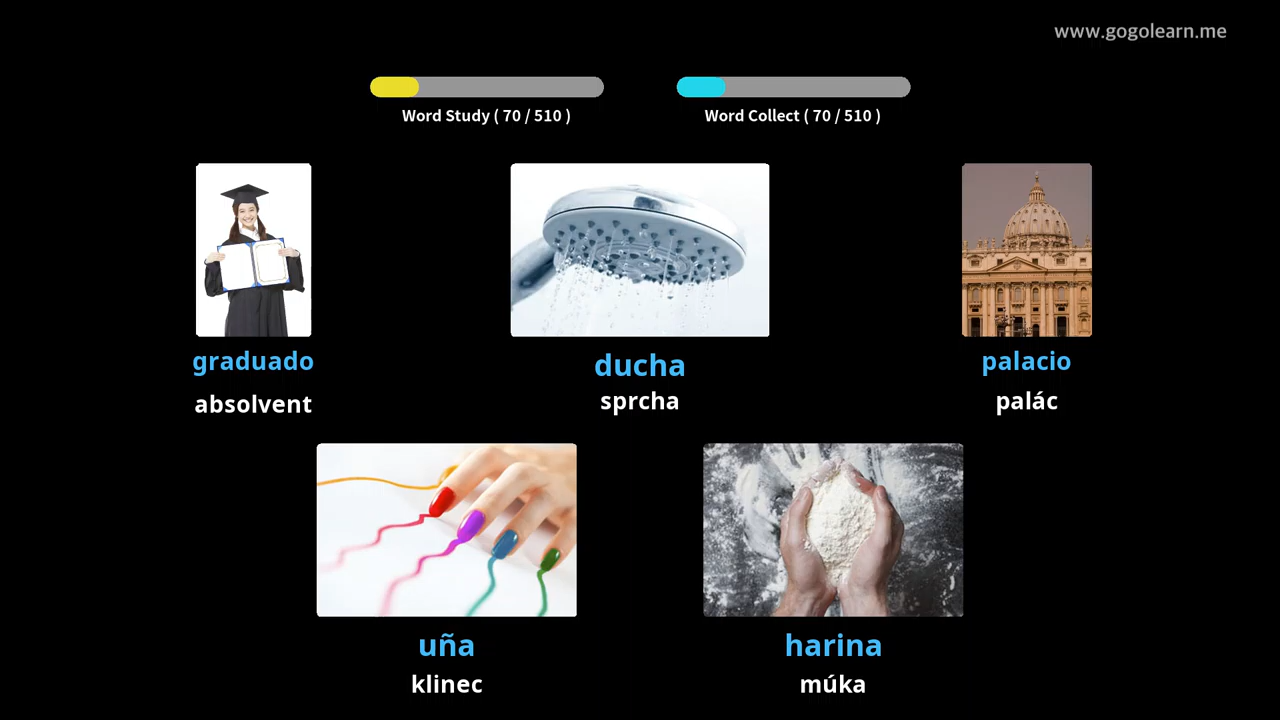 www.gogolearn.me
Word Study ( 70 / 510 )
Word Collect ( 70 / 510 )
graduado
absolvent
ducha
sprcha
palacio
palác
uña
klinec
harina
múka